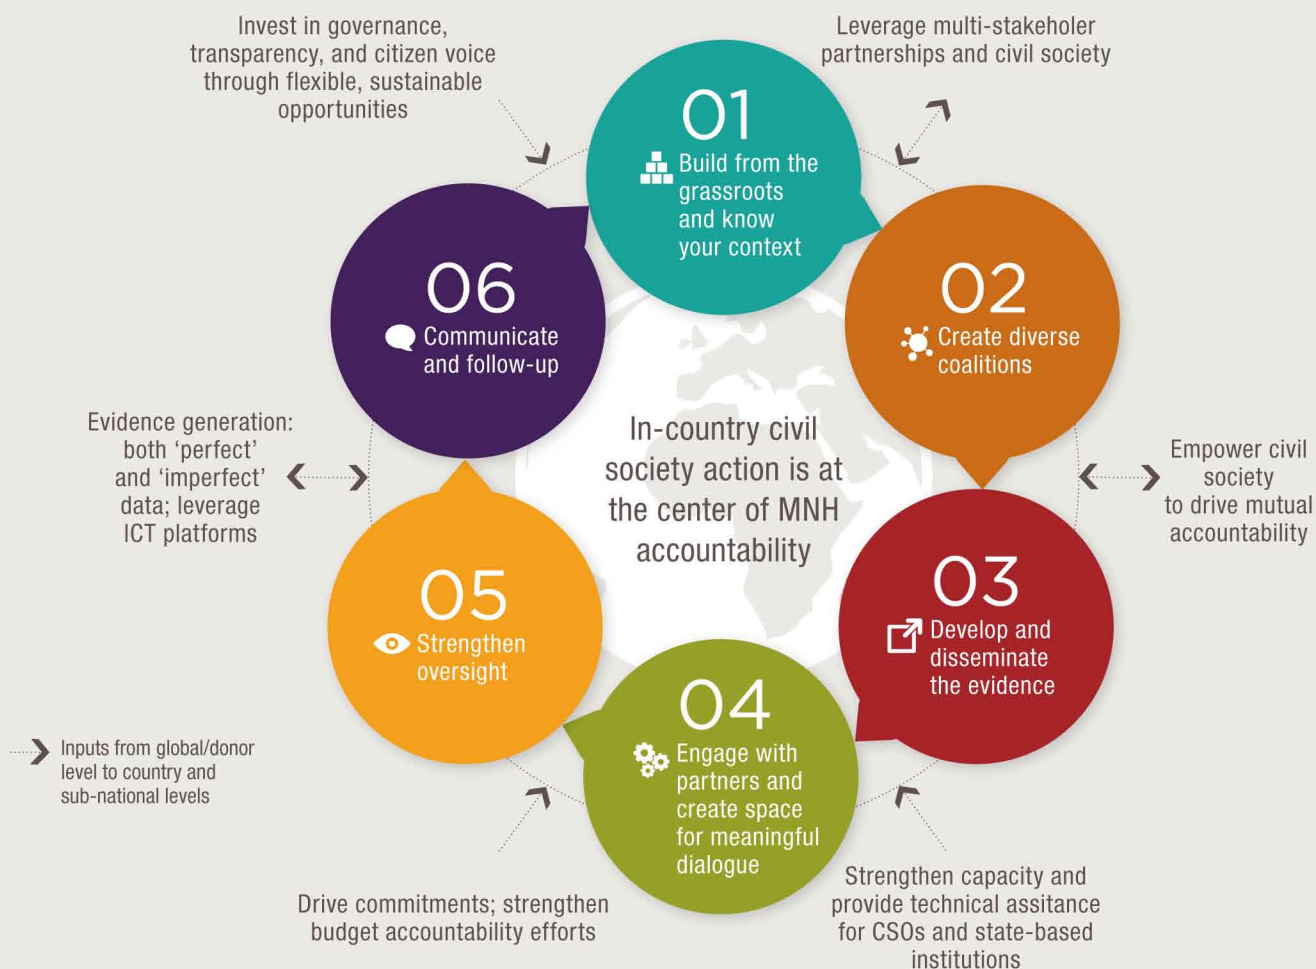 Invest in governance,
transparency, and citizen voice
through flexible, sustainable
opportunities
Leverage multi-stakeholer
partnerships and civil society
01
Build from the
grassroots
and know
your context
02
Create diverse
coalitions
Empower civil
society
to drive mutual
accountability
03
Develop and
disseminate
the evidence
Strengthen capacity and
provide technical assitance
for CSOs and state-based
institutions
04
Engage with
partners and
create space
for meaningful
dialogue
Drive commitments; strengthen
budget accountability efforts
05
Strengthen
oversight
Evidence generation:
both ‘perfect’
and ‘imperfect’
data; leverage
ICT platforms
06
Communicate
and follow-up
In-country civil
society action is at
the center of MNH
accountability
Inputs from global/donor
level to country and
sub-national levels